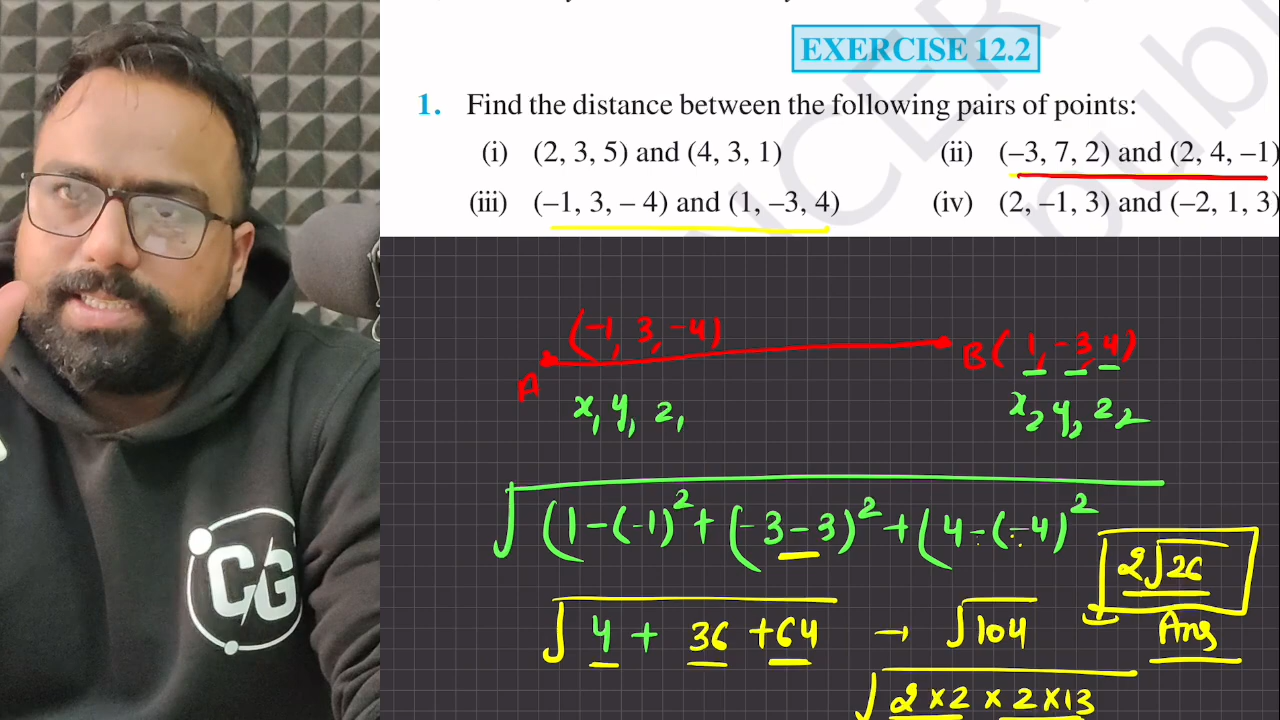 EXERCISE 12.2
1. Find the distance between the following pairs of points:
(i) (2, 3, 5) and (4, 3, 1) (ii) (–3, 7, 2) and (2, 4, –1)
(iii) (–1, 3, – 4) and (1, –3, 4) (iv) (2, –1, 3) and (–2, 1, 3)
(-1, 3, -4)
A
B( 1, -3, 4)
x₁ y₁ z₁
x₂ y₂ z₂
√(1-(-1)² + (-3-3)² + (4-(-4)²
√4 + 36 + 64 → √104
2√26
Ans
√2×2×2×13
CG